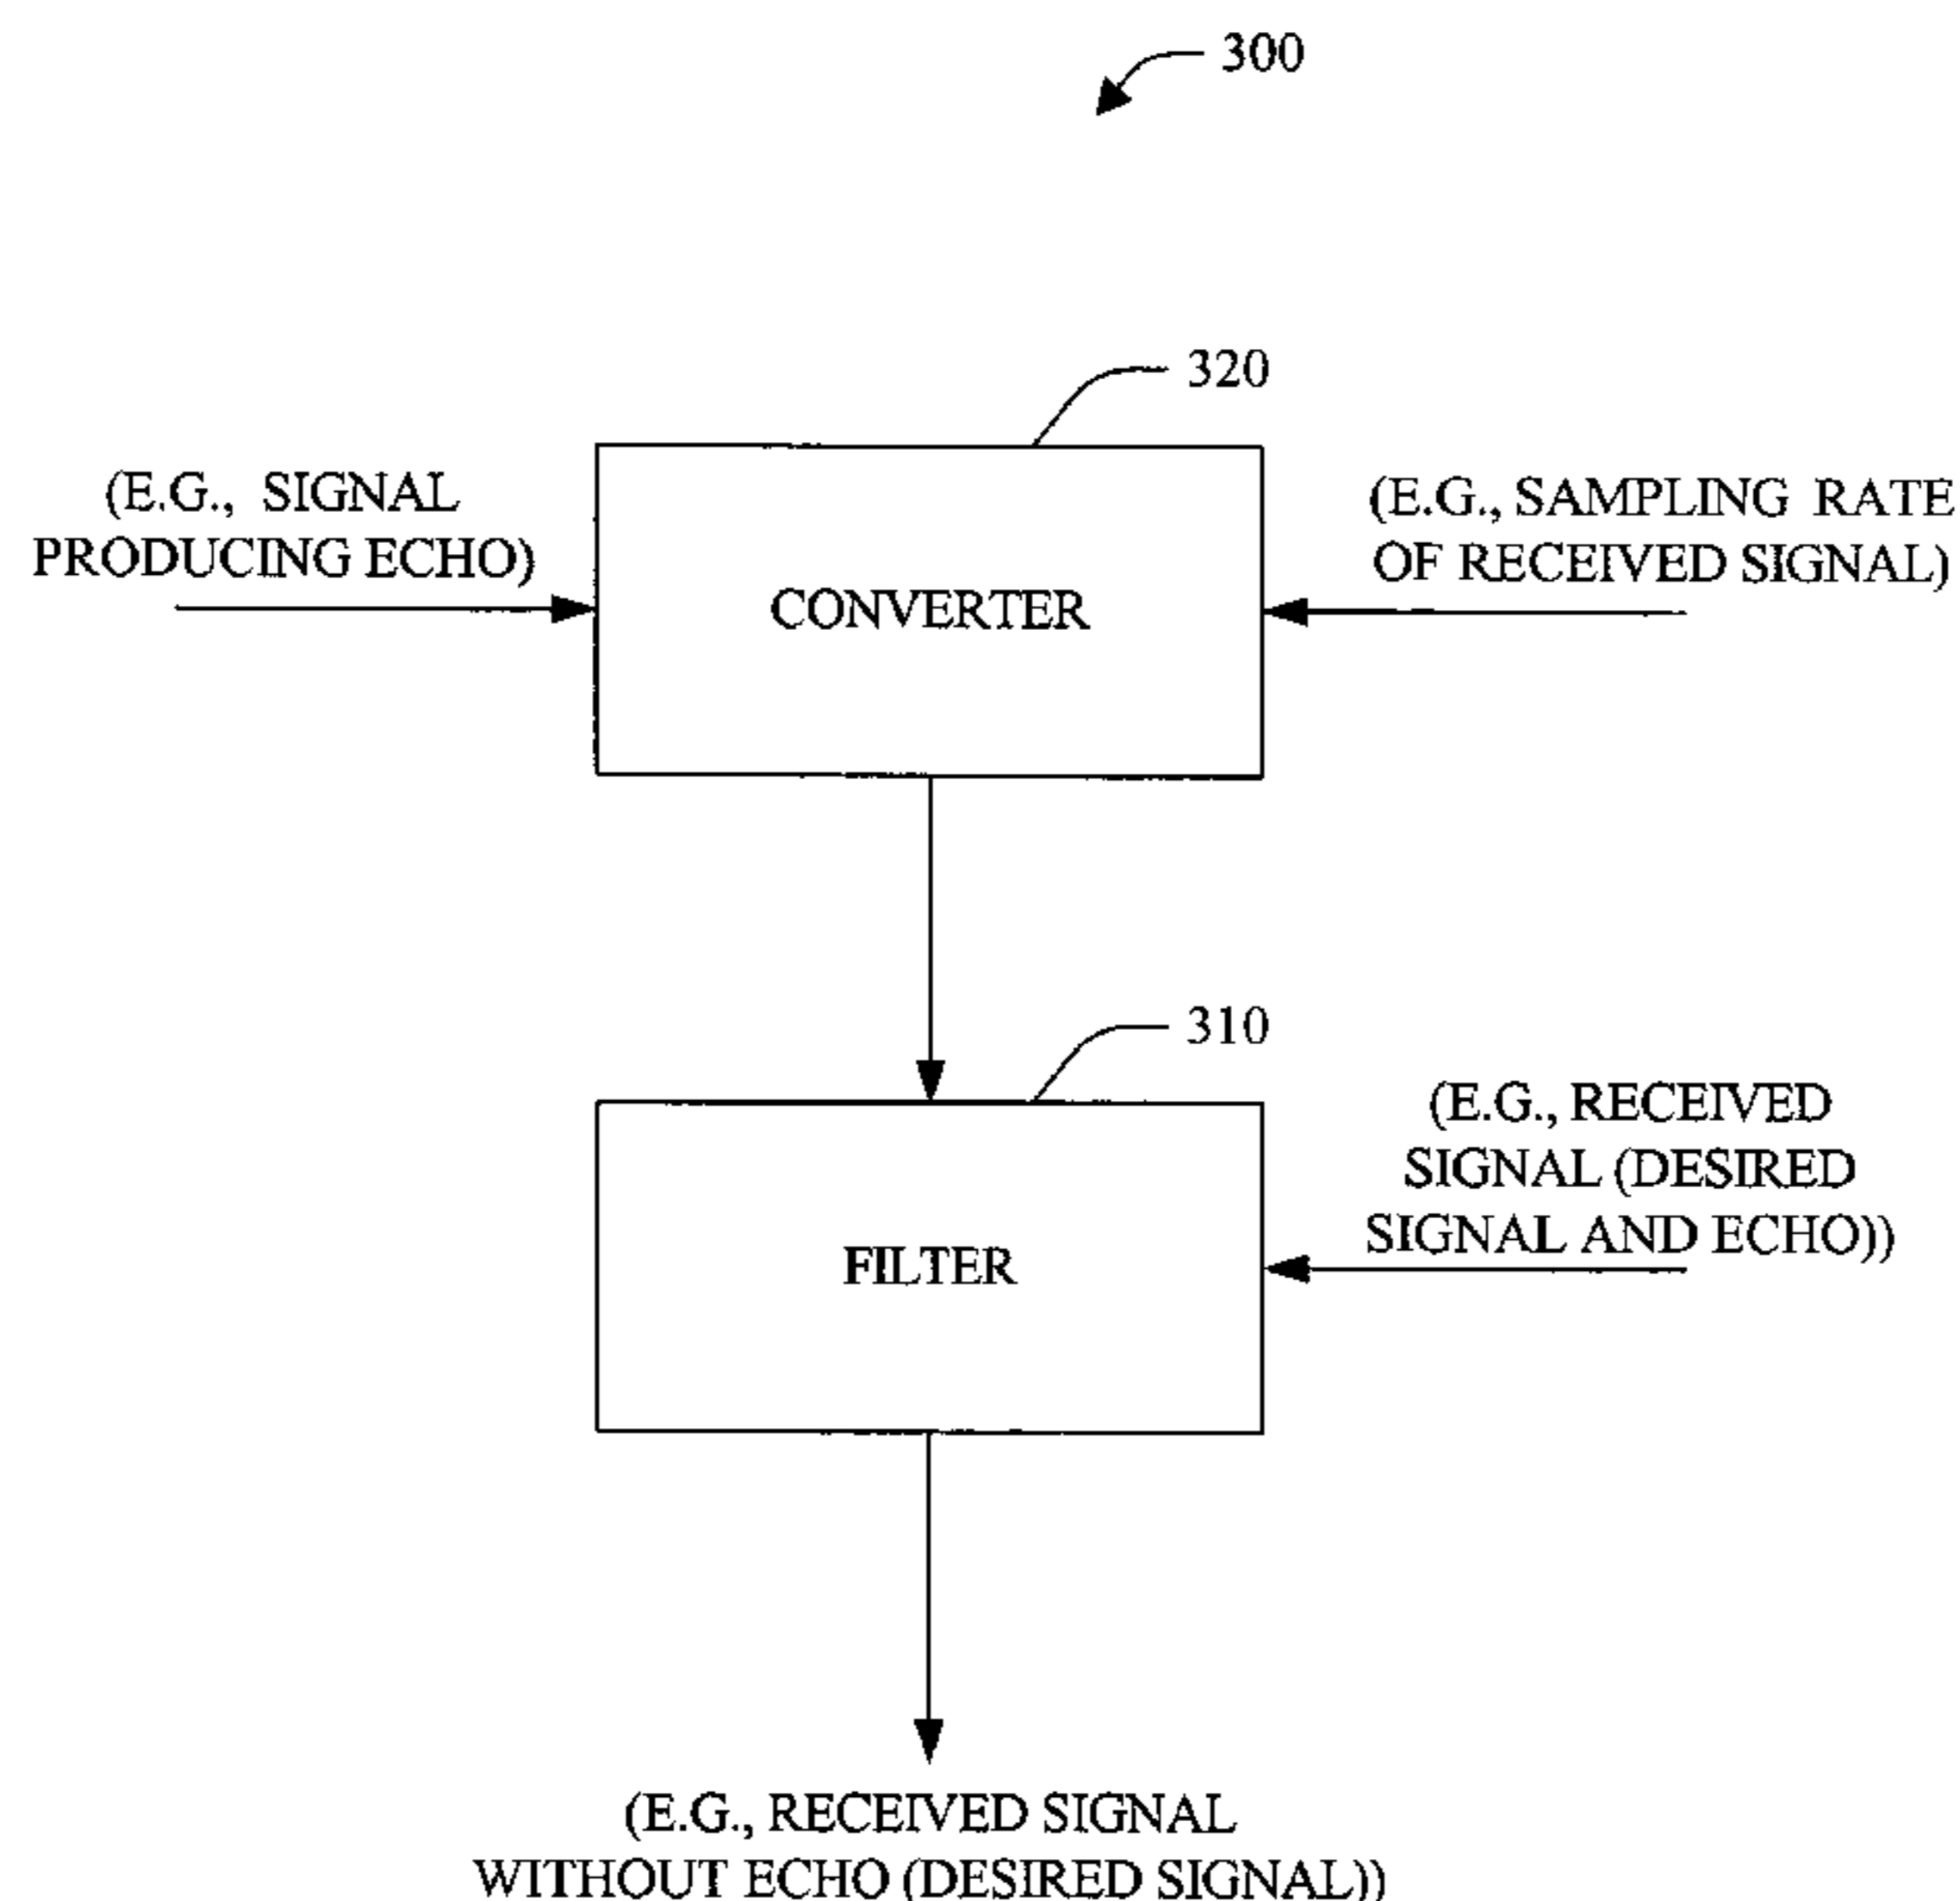 300
320
(E.G., SIGNAL
PRODUCING ECHO)
(E.G., SAMPLING RATE
OF RECEIVED SIGNAL)
CONVERTER
310
(E.G., RECEIVED
SIGNAL (DESIRED
SIGNAL AND ECHO))
FILTER
(E.G., RECEIVED SIGNAL
WITHOUT ECHO (DESIRED SIGNAL))